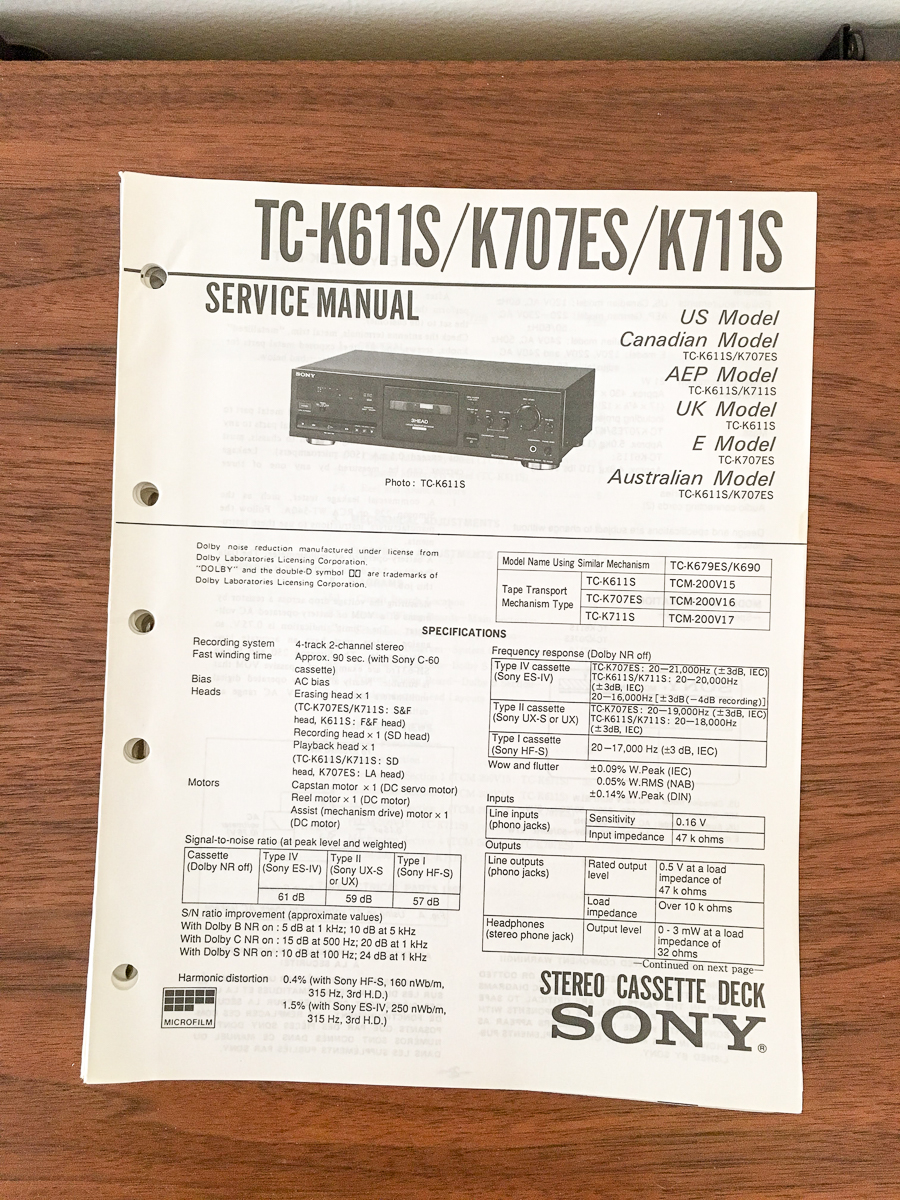 TC-K611S/K707ES/K711S
SERVICE MANUAL
US Model
Canadian Model
TC-K611S/K707ES
AEP Model
TC-K611S/K711S
UK Model
TC-K611S
E Model
TC-K707ES
Australian Model
TC-K611S/K707ES
SONY
3HEAD
Photo: TC-K611S
Dolby noise reduction manufactured under license from
Dolby Laboratories Licensing Corporation.
"DOLBY" and the double-D symbol are trademarks of
Dolby Laboratories Licensing Corporation.
Model Name Using Similar Mechanism TC-K679ES/K690
Tape Transport
Mechanism Type
TC-K611S TCM-200V15
TC-K707ES TCM-200V16
TC-K711S TCM-200V17
SPECIFICATIONS
Recording system 4-track 2-channel stereo
Fast winding time Approx. 90 sec. (with Sony C-60
cassette)
Bias AC bias
Heads Erasing head × 1
(TC-K707ES/K711S: S&F
head, K611S: F&F head)
Recording head × 1 (SD head)
Playback head × 1
(TC-K611S/K711S: SD
head, K707ES: LA head)
Motors Capstan motor × 1 (DC servo motor)
Reel motor × 1 (DC motor)
Assist (mechanism drive) motor × 1
(DC motor)
Signal-to-noise ratio (at peak level and weighted)
Cassette
(Dolby NR off)
Type IV
(Sony ES-IV)
Type II
(Sony UX-S
or UX)
Type I
(Sony HF-S)
61 dB 59 dB 57 dB
S/N ratio improvement (approximate values)
With Dolby B NR on : 5 dB at 1 kHz; 10 dB at 5 kHz
With Dolby C NR on : 15 dB at 500 Hz; 20 dB at 1 kHz
With Dolby S NR on : 10 dB at 100 Hz; 24 dB at 1 kHz
Harmonic distortion 0.4% (with Sony HF-S, 160 nWb/m,
315 Hz, 3rd H.D.)
1.5% (with Sony ES-IV, 250 nWb/m,
315 Hz, 3rd H.D.)
MICROFILM
Frequency response (Dolby NR off)
Type IV cassette
(Sony ES-IV)
TC-K707ES: 20–21,000Hz (±3dB, IEC)
TC-K611S/K711S: 20–20,000Hz
(±3dB, IEC)
20–16,000Hz [±3dB(–4dB recording)]
Type II cassette
(Sony UX-S or UX)
TC-K707ES: 20–19,000Hz (±3dB, IEC)
TC-K611S/K711S: 20–18,000Hz
(±3dB, IEC)
Type I cassette
(Sony HF-S)
20–17,000 Hz (±3 dB, IEC)
Wow and flutter ±0.09% W.Peak (IEC)
0.05% W.RMS (NAB)
±0.14% W.Peak (DIN)
Inputs
Line inputs
(phono jacks)
Sensitivity 0.16 V
Input impedance 47 k ohms
Outputs
Line outputs
(phono jacks)
Rated output
level
0.5 V at a load
impedance of
47 k ohms
Load
impedance
Over 10 k ohms
Headphones
(stereo phone jack)
Output level
0 - 3 mW at a load
impedance of
32 ohms
—Continued on next page—
STEREO CASSETTE DECK
SONY®